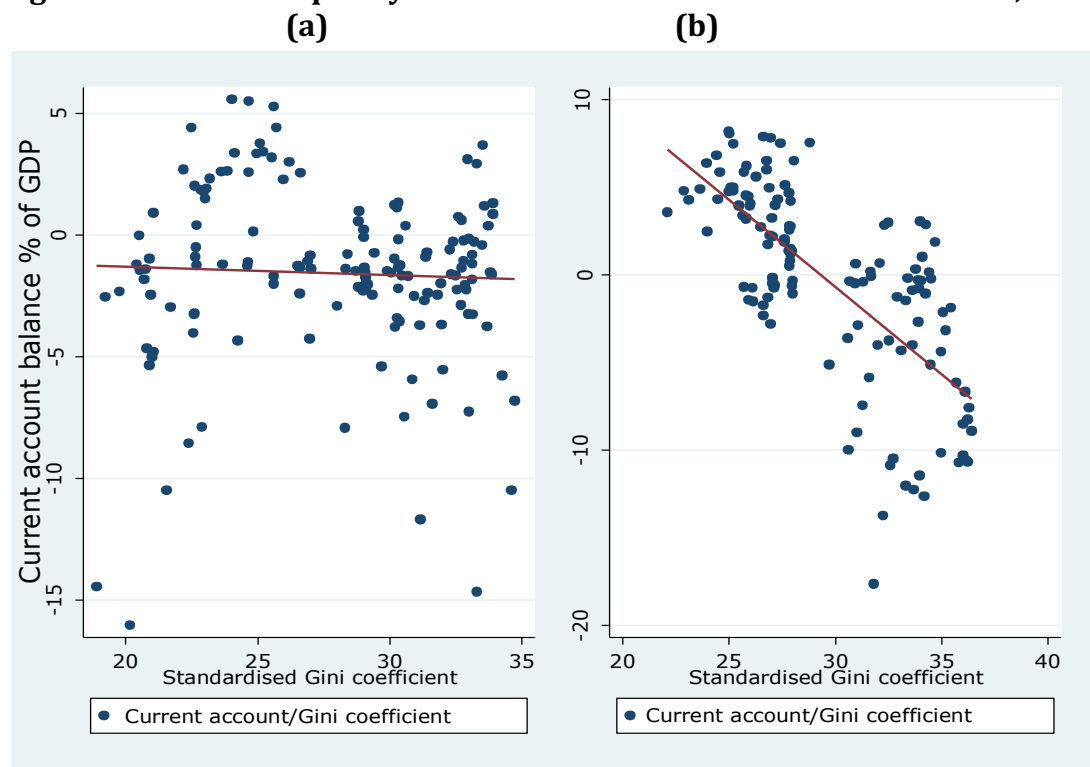 (a) (b)
Current account balance % of GDP
5
0
-5
-10
-15
20 25 30 35
Standardised Gini coefficient
Current account/Gini coefficient
10
0
-10
-20
20 25 30 35 40
Standardised Gini coefficient
Current account/Gini coefficient